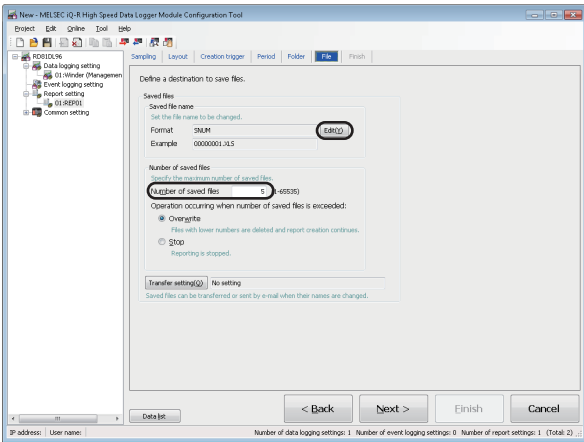 New - MELSEC iQ-R High Speed Data Logger Module Configuration Tool
Project Edit Online Tool Help
RD81DL96
Data logging setting
01:Winder (Managemen
Event logging setting
Report setting
01:REP01
Common setting
Sampling Layout Creation trigger Period Folder File Finish
Define a destination to save files.
Saved files
Saved file name
Set the file name to be changed.
Format SNUM Edit(Y)
Example 00000001.XLS
Number of saved files
Specify the maximum number of saved files.
Number of saved files 5 (1-65535)
Operation occurring when number of saved files is exceeded:
Overwrite
Files with lower numbers are deleted and report creation continues.
Stop
Reporting is stopped.
Transfer setting(O) No setting
Saved files can be transferred or sent by e-mail when their names are changed.
Data list < Back Next > Finish Cancel
IP address: User name: Number of data logging settings: 1 Number of event logging settings: 0 Number of report settings: 1 (Total: 2)